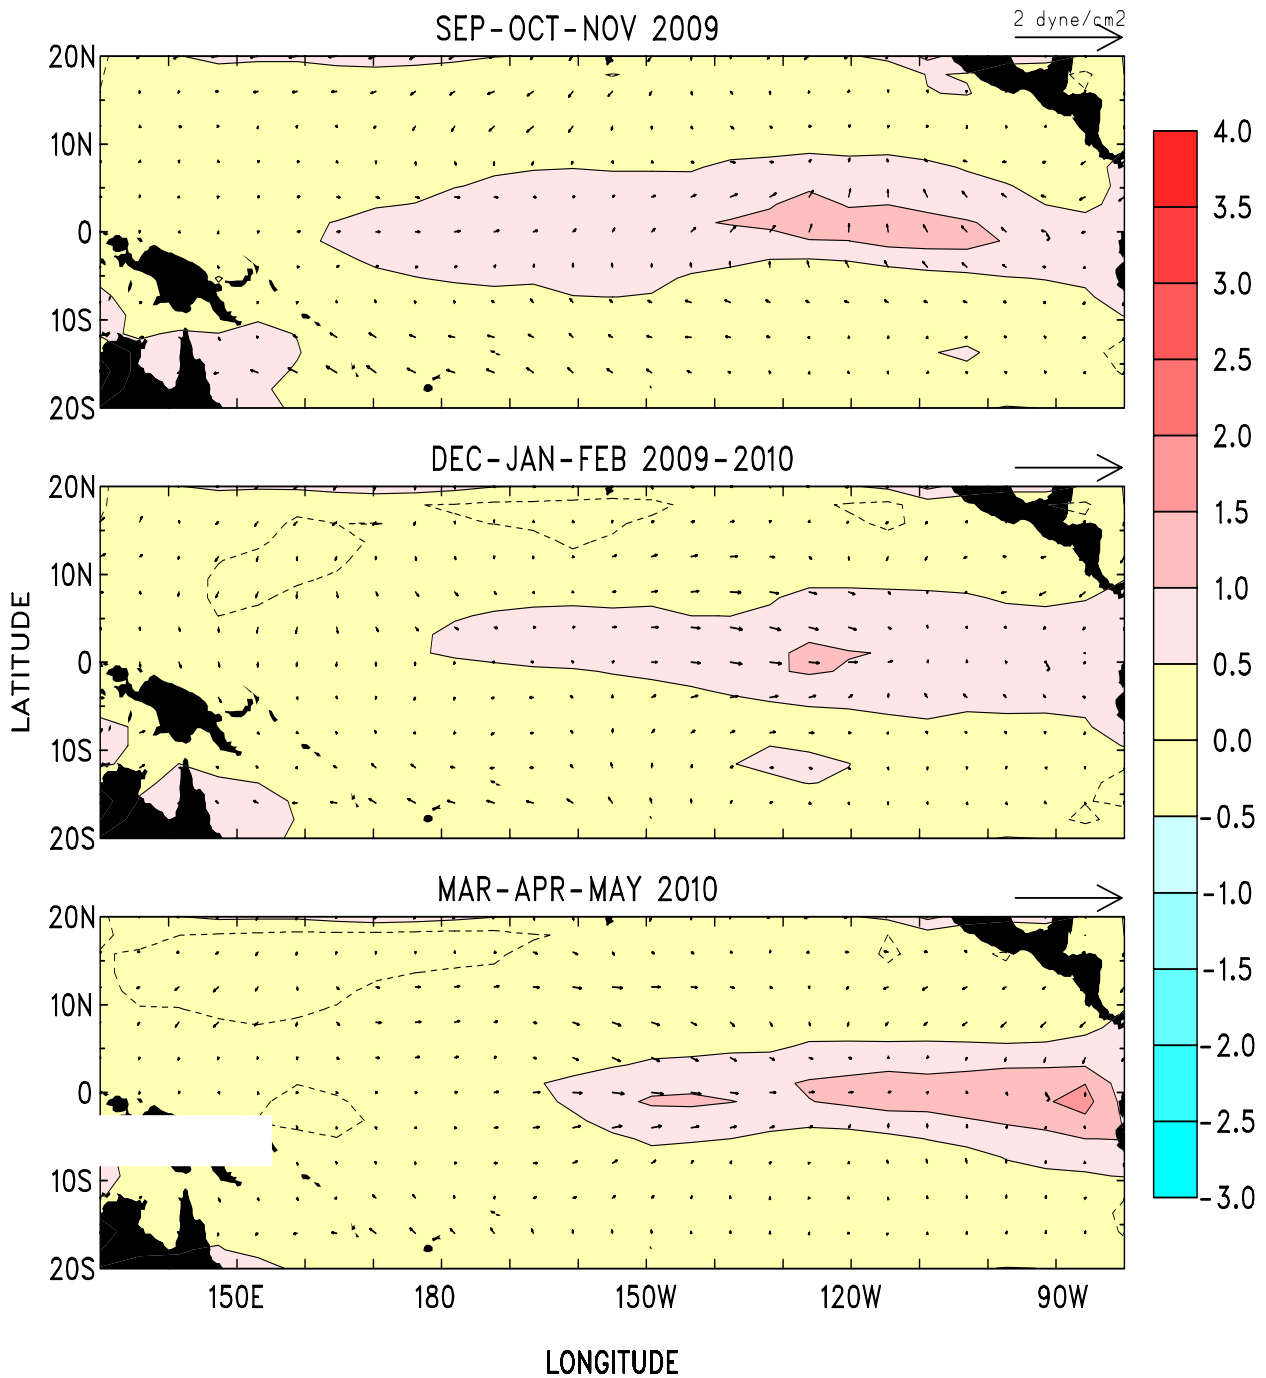 SEP-OCT-NOV 2009
2 dyne/cm2
20N
10N
0
10S
20S
DEC-JAN-FEB 2009-2010
20N
10N
0
10S
20S
MAR-APR-MAY 2010
20N
10N
0
10S
20S
150E 180 150W 120W 90W
LATITUDE
LONGITUDE
4.0
3.5
3.0
2.5
2.0
1.5
1.0
0.5
0.0
-0.5
-1.0
-1.5
-2.0
-2.5
-3.0